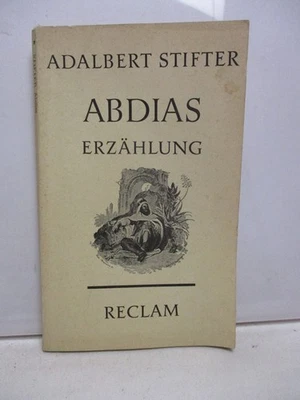 ADALBERT STIFTER
ABDIAS
ERZÄHLUNG
RECLAM